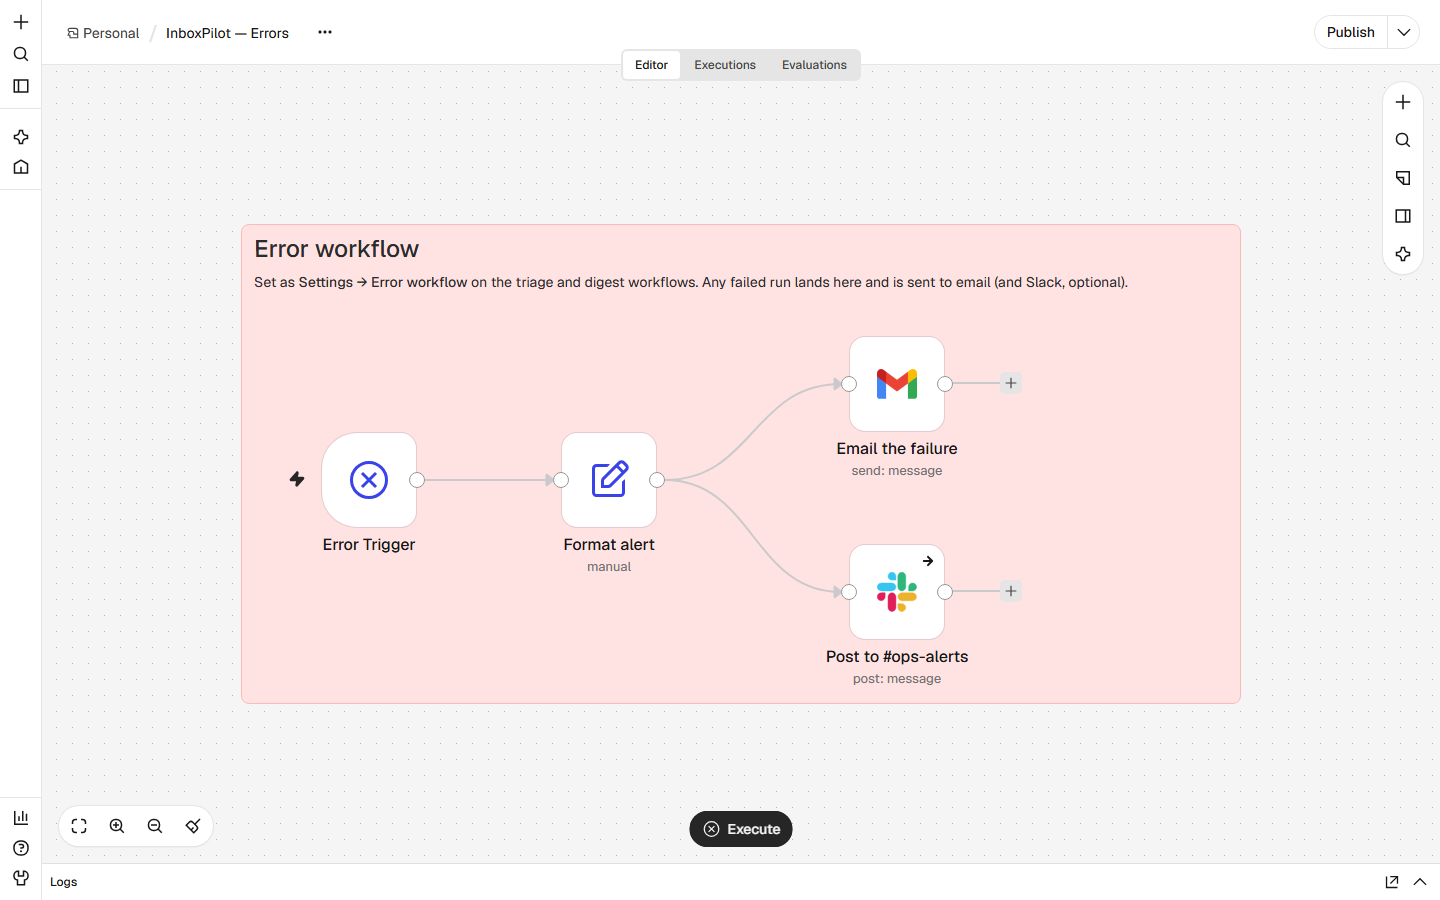 Personal / InboxPilot — Errors ...
Publish
Editor Executions Evaluations
Error workflow
Set as Settings → Error workflow on the triage and digest workflows. Any failed run lands here and is sent to email (and Slack, optional).
Email the failure
send: message
Error Trigger
Format alert
manual
Post to #ops-alerts
post: message
Execute
Logs